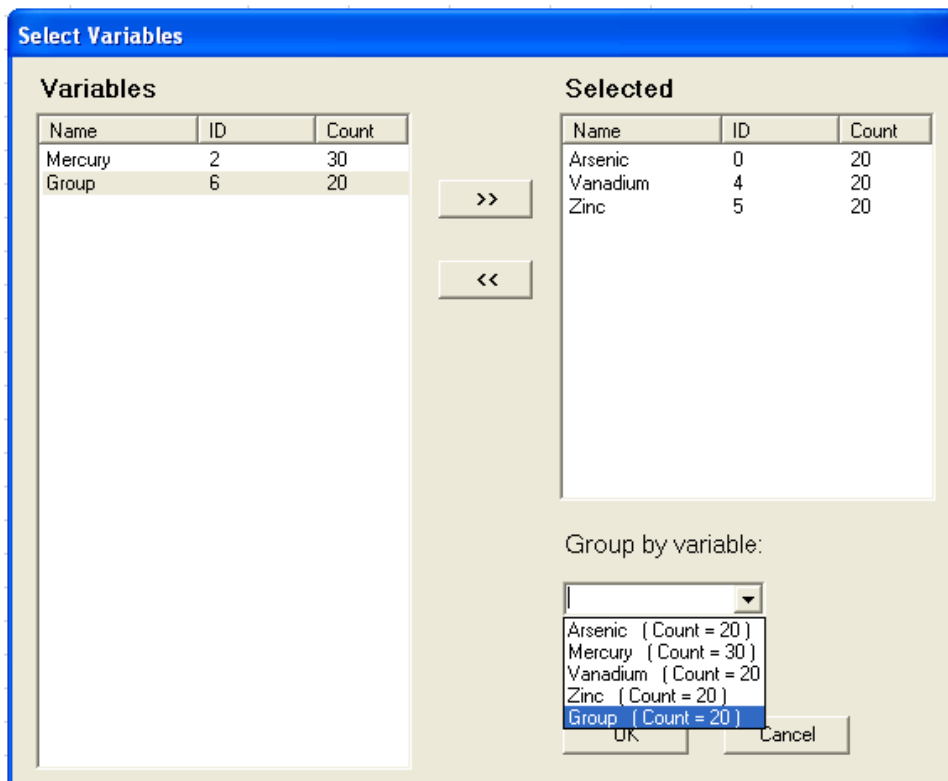 Select Variables
Variables
Name ID Count
Mercury 2 30
Group 6 20
>>
<<
Selected
Name ID Count
Arsenic 0 20
Vanadium 4 20
Zinc 5 20
Group by variable:
Arsenic ( Count = 20 )
Mercury ( Count = 30 )
Vanadium ( Count = 20
Zinc ( Count = 20 )
Group ( Count = 20 )
OK Cancel